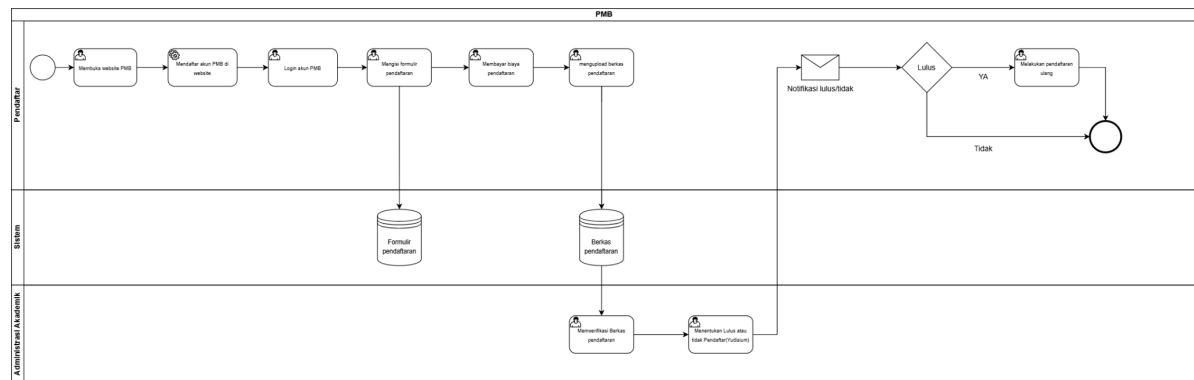 PMB
Pendaftar
Membuka website PMB
Mendaftar akun PMB di
website
Login akun PMB
Mengisi formulir
pendaftaran
Membayar biaya
pendaftaran
mengupload berkas
pendaftaran
Notifikasi lulus/tidak
Lulus
YA
Melakukan pendaftaran
ulang
Tidak
Sistem
Formulir
pendaftaran
Berkas
pendaftaran
Administrasi Akademik
Memverifikasi Berkas
pendaftaran
Menentukan Lulus atau
tidak Pendaftar(Yudisium)